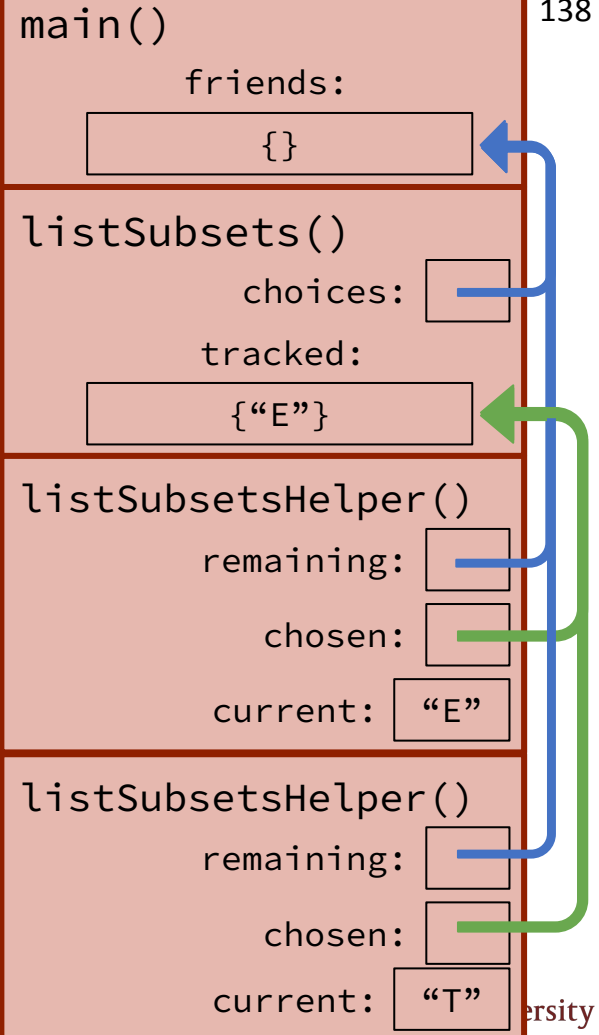 138
main()
friends:
{}
listSubsets()
choices:
tracked:
{“E”}
listSubsetsHelper()
remaining:
chosen:
current: “E”
listSubsetsHelper()
remaining:
chosen:
current: “T”
ersity